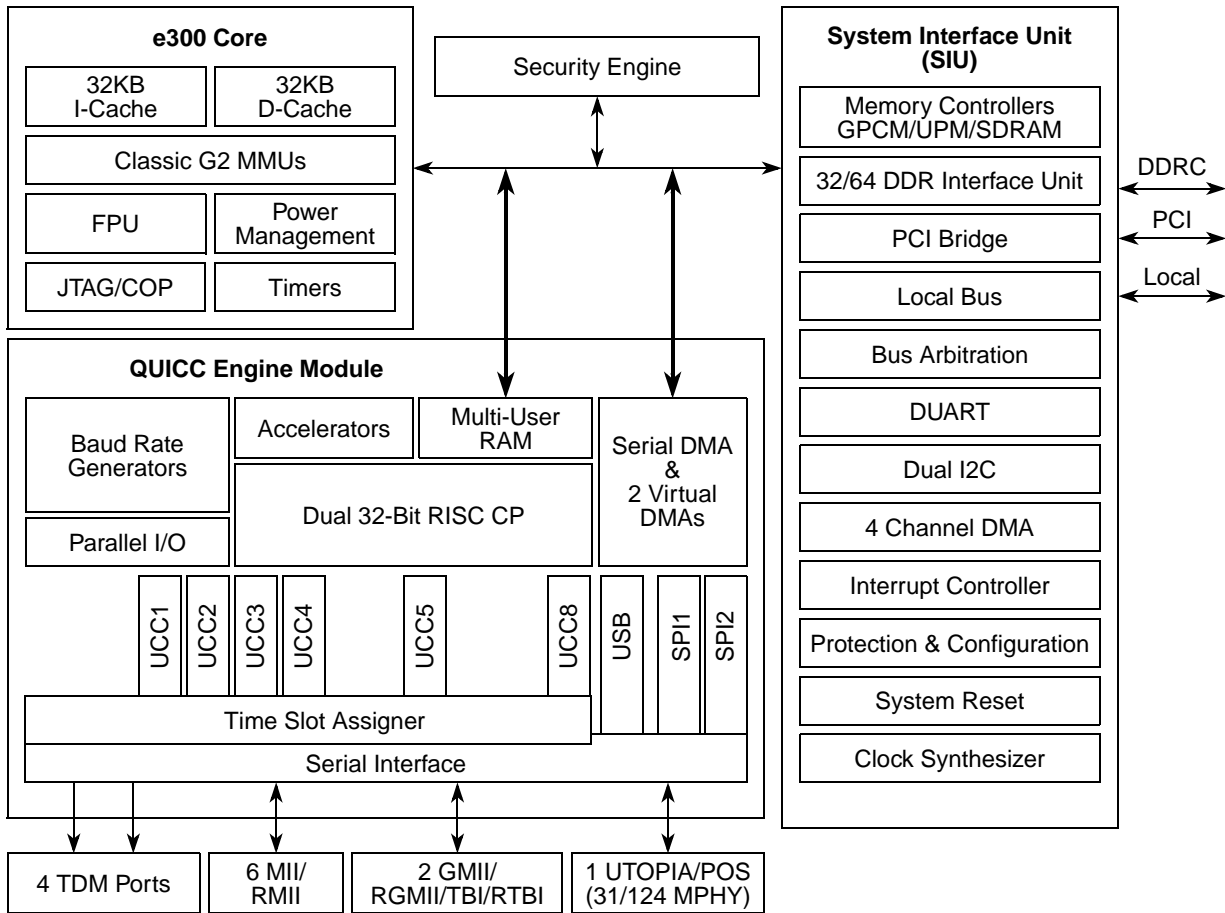 e300 Core
32KB
I-Cache
32KB
D-Cache
Classic G2 MMUs
FPU
Power
Management
JTAG/COP
Timers
Security Engine
System Interface Unit
(SIU)
Memory Controllers
GPCM/UPM/SDRAM
32/64 DDR Interface Unit
PCI Bridge
Local Bus
Bus Arbitration
DUART
Dual I2C
4 Channel DMA
Interrupt Controller
Protection & Configuration
System Reset
Clock Synthesizer
DDRC
PCI
Local
QUICC Engine Module
Baud Rate
Generators
Parallel I/O
Accelerators
Multi-User
RAM
Dual 32-Bit RISC CP
Serial DMA
&
2 Virtual
DMAs
UCC1
UCC2
UCC3
UCC4
UCC5
UCC8
USB
SPI1
SPI2
Time Slot Assigner
Serial Interface
4 TDM Ports
6 MII/
RMII
2 GMII/
RGMII/TBI/RTBI
1 UTOPIA/POS
(31/124 MPHY)